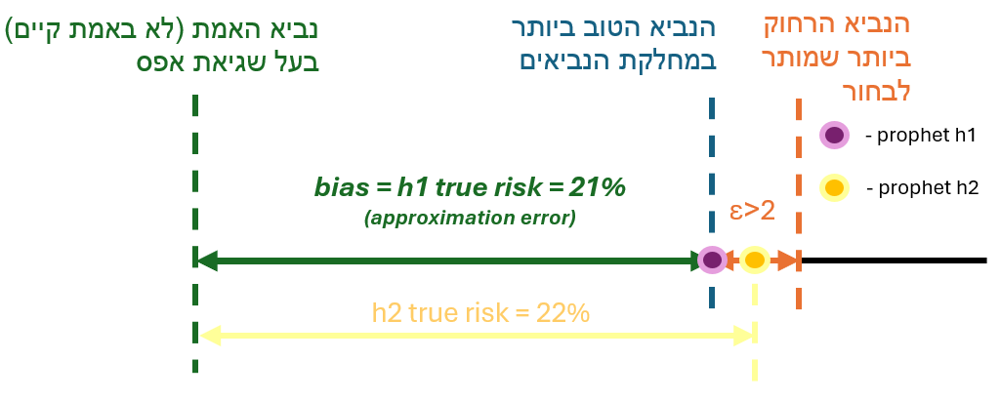 נביא האמת (לא באמת קיים)
בעל שגיאת אפס
הנביא הטוב ביותר
במחלקת הנביאים
הנביא הרחוק
ביותר שמותר
לבחור
- prophet h1
- prophet h2
bias = h1 true risk = 21%
(approximation error)
ε>2
h2 true risk = 22%